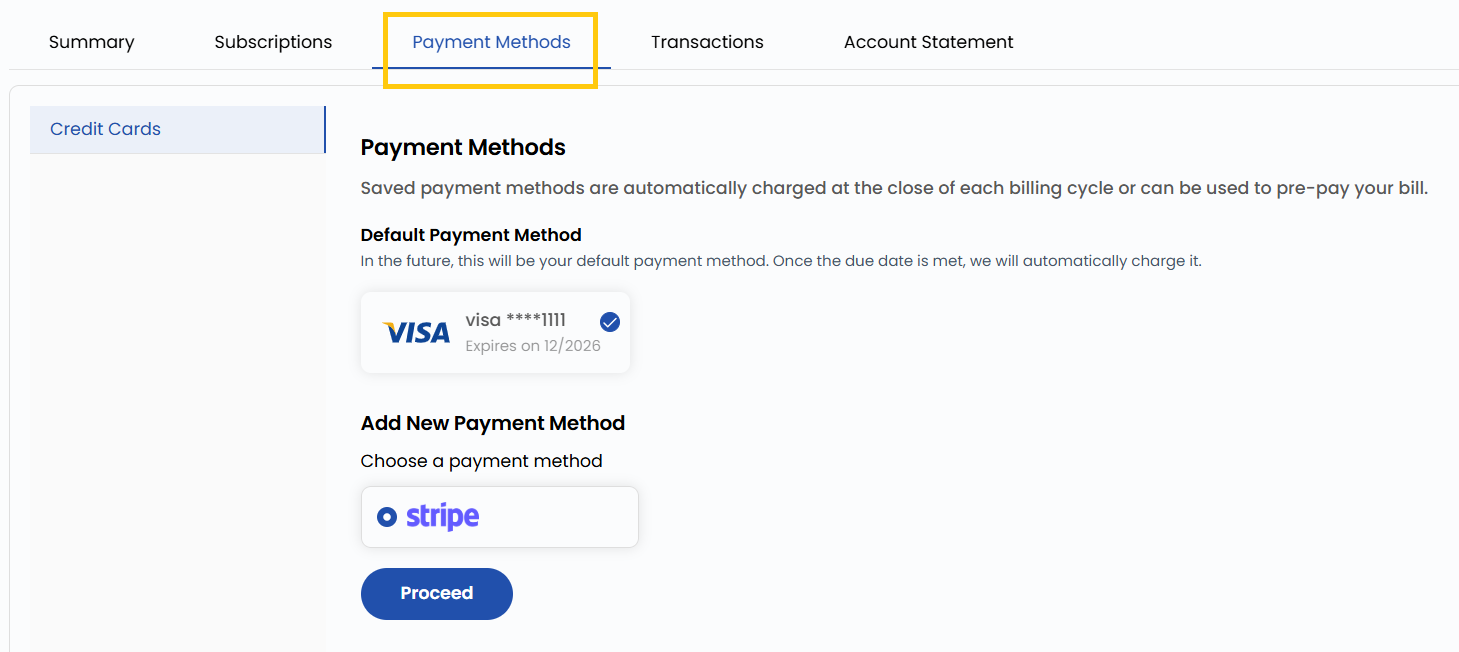 Summary Subscriptions Payment Methods Transactions Account Statement
Credit Cards
Payment Methods
Saved payment methods are automatically charged at the close of each billing cycle or can be used to pre-pay your bill.
Default Payment Method
In the future, this will be your default payment method. Once the due date is met, we will automatically charge it.
VISA
visa ****1111
Expires on 12/2026
Add New Payment Method
Choose a payment method
stripe
Proceed